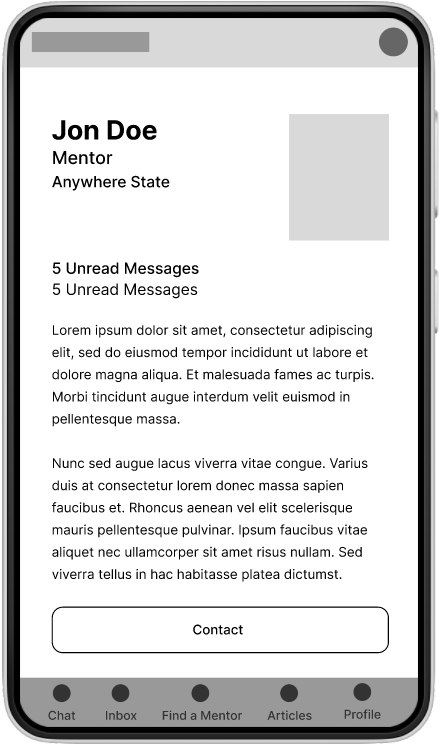 Jon Doe
Mentor
Anywhere State
5 Unread Messages
5 Unread Messages
Lorem ipsum dolor sit amet, consectetur adipiscing
elit, sed do eiusmod tempor incididunt ut labore et
dolore magna aliqua. Et malesuada fames ac turpis.
Morbi tincidunt augue interdum velit euismod in
pellentesque massa.
Nunc sed augue lacus viverra vitae congue. Varius
duis at consectetur lorem donec massa sapien
faucibus et. Rhoncus aenean vel elit scelerisque
mauris pellentesque pulvinar. Ipsum faucibus vitae
aliquet nec ullamcorper sit amet risus nullam. Sed
viverra tellus in hac habitasse platea dictumst.
Contact
Chat Inbox Find a Mentor Articles Profile